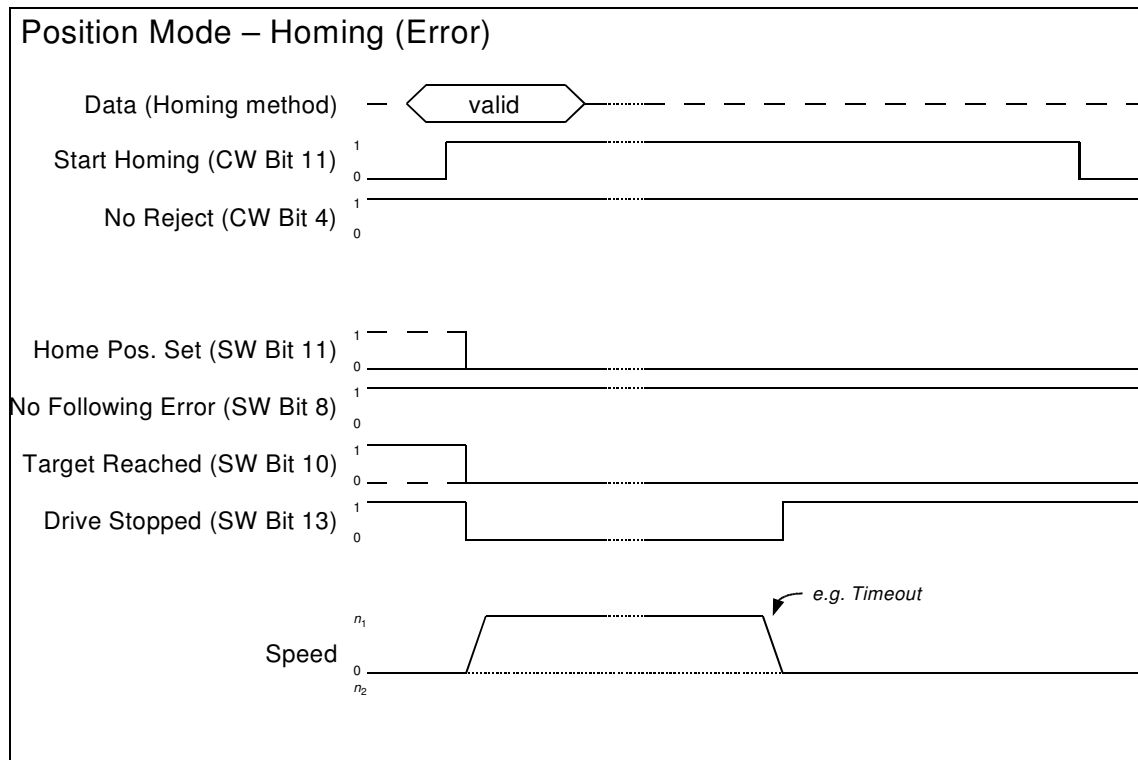 Position Mode – Homing (Error)
Data (Homing method)
valid
Start Homing (CW Bit 11)
1
0
No Reject (CW Bit 4)
1
0
Home Pos. Set (SW Bit 11)
1
0
No Following Error (SW Bit 8)
1
0
Target Reached (SW Bit 10)
1
0
Drive Stopped (SW Bit 13)
1
0
e.g. Timeout
n1
Speed
0
n2